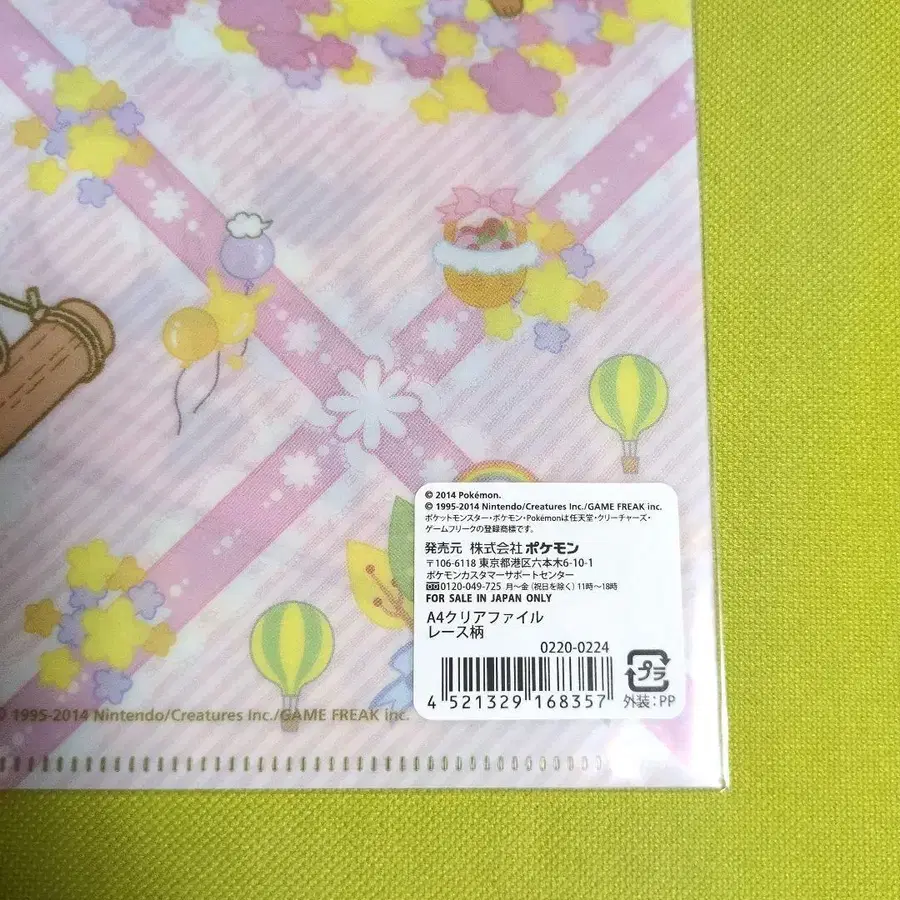 © 2014 Pokémon.
© 1995-2014 Nintendo/Creatures Inc./GAME FREAK inc.
ポケットモンスター・ポケモン・Pokémonは任天堂・クリーチャーズ・
ゲームフリークの登録商標です。
発売元 株式会社ポケモン
〒106-6118 東京都港区六本木6-10-1
ポケモンカスタマーサポートセンター
0120-049-725 月～金(祝日を除く)11時～18時
FOR SALE IN JAPAN ONLY
A4クリアファイル
レース柄
0220-0224
4 521329 168357
プラ
外装:PP
© 1995-2014 Nintendo/Creatures Inc./GAME FREAK inc.